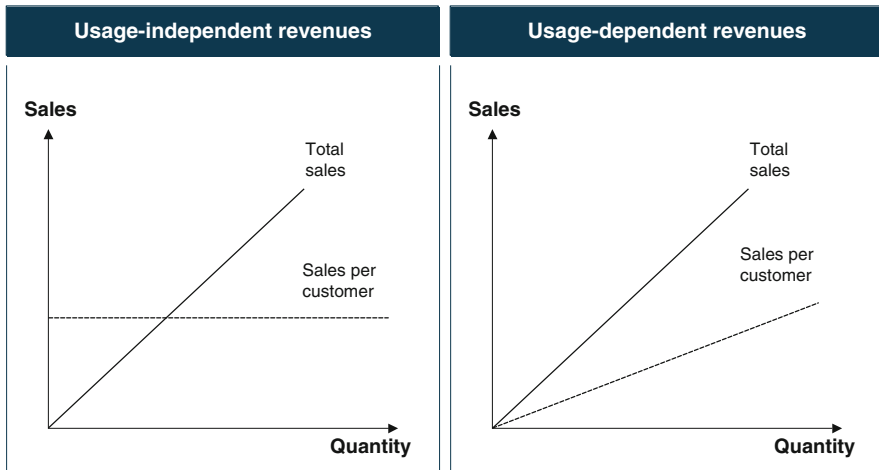 Usage-independent revenues
Sales
Total
sales
Sales per
customer
Quantity
Usage-dependent revenues
Sales
Total
sales
Sales per
customer
Quantity